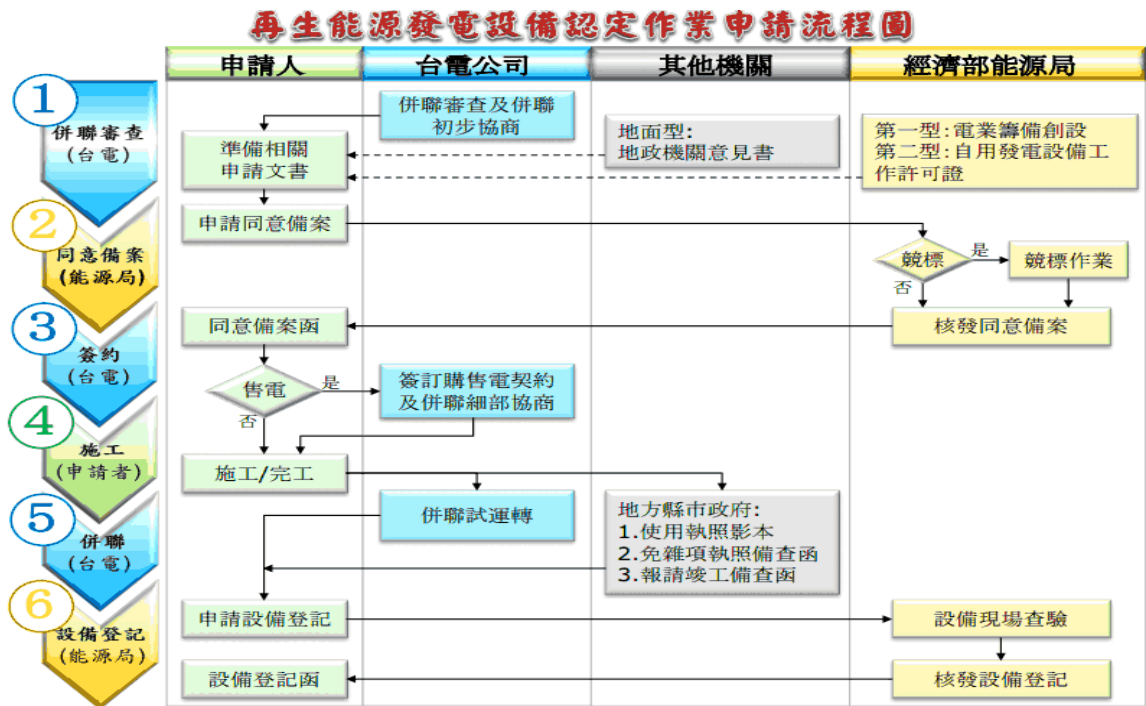 再生能源發電設備認定作業申請流程圖
申請人
台電公司
其他機關
經濟部能源局
1
併聯審查
(台電)
併聯審查及併聯
初步協商
準備相關
申請文書
地面型:
地政機關意見書
第一型:電業籌備創設
第二型:自用發電設備工
作許可證
2
同意備案
(能源局)
申請同意備案
競標
是
否
競標作業
3
簽約
(台電)
同意備案函
核發同意備案
售電
是
否
簽訂購售電契約
及併聯細部協商
4
施工
(申請者)
施工/完工
5
併聯
(台電)
併聯試運轉
地方縣市政府:
1.使用執照影本
2.免雜項執照備查函
3.報請竣工備查函
6
設備登記
(能源局)
申請設備登記
設備現場查驗
設備登記函
核發設備登記